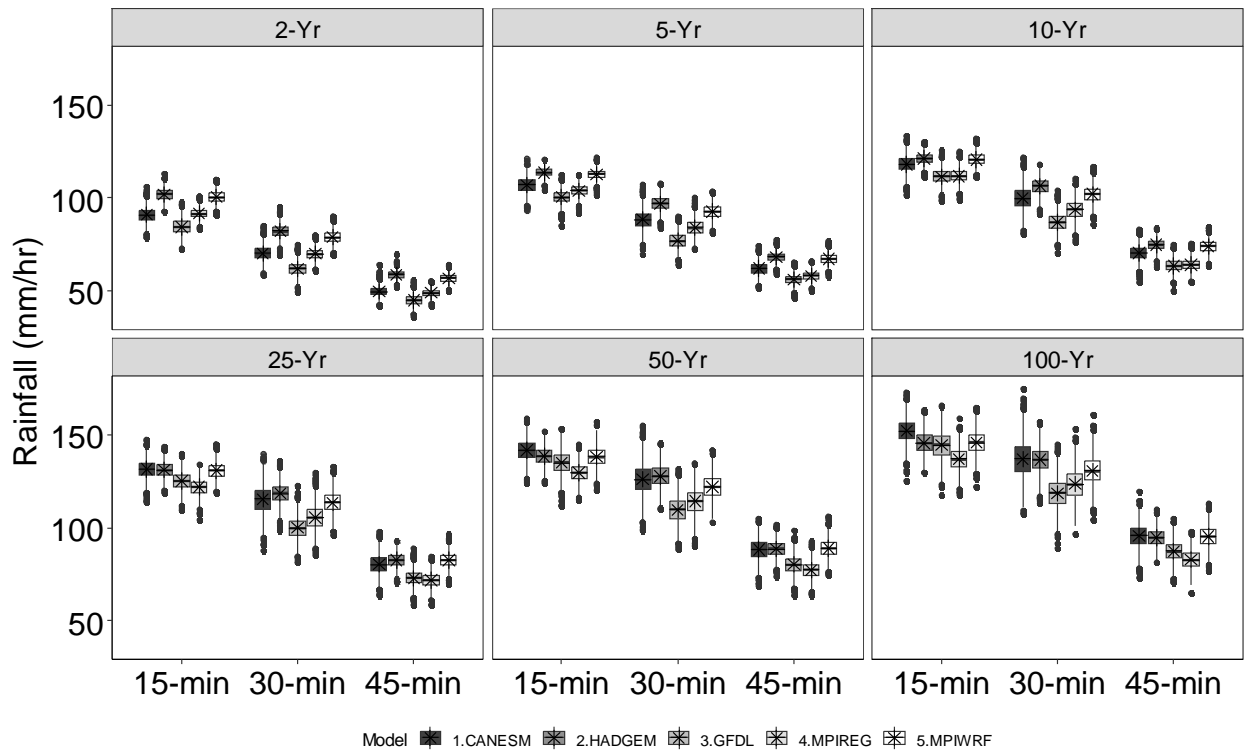 2-Yr 5-Yr 10-Yr
150
100
50
Rainfall (mm/hr)
25-Yr 50-Yr 100-Yr
150
100
50
15-min 30-min 45-min 15-min 30-min 45-min 15-min 30-min 45-min
Model 1.CANESM 2.HADGEM 3.GFDL 4.MPIREG 5.MPIWRF